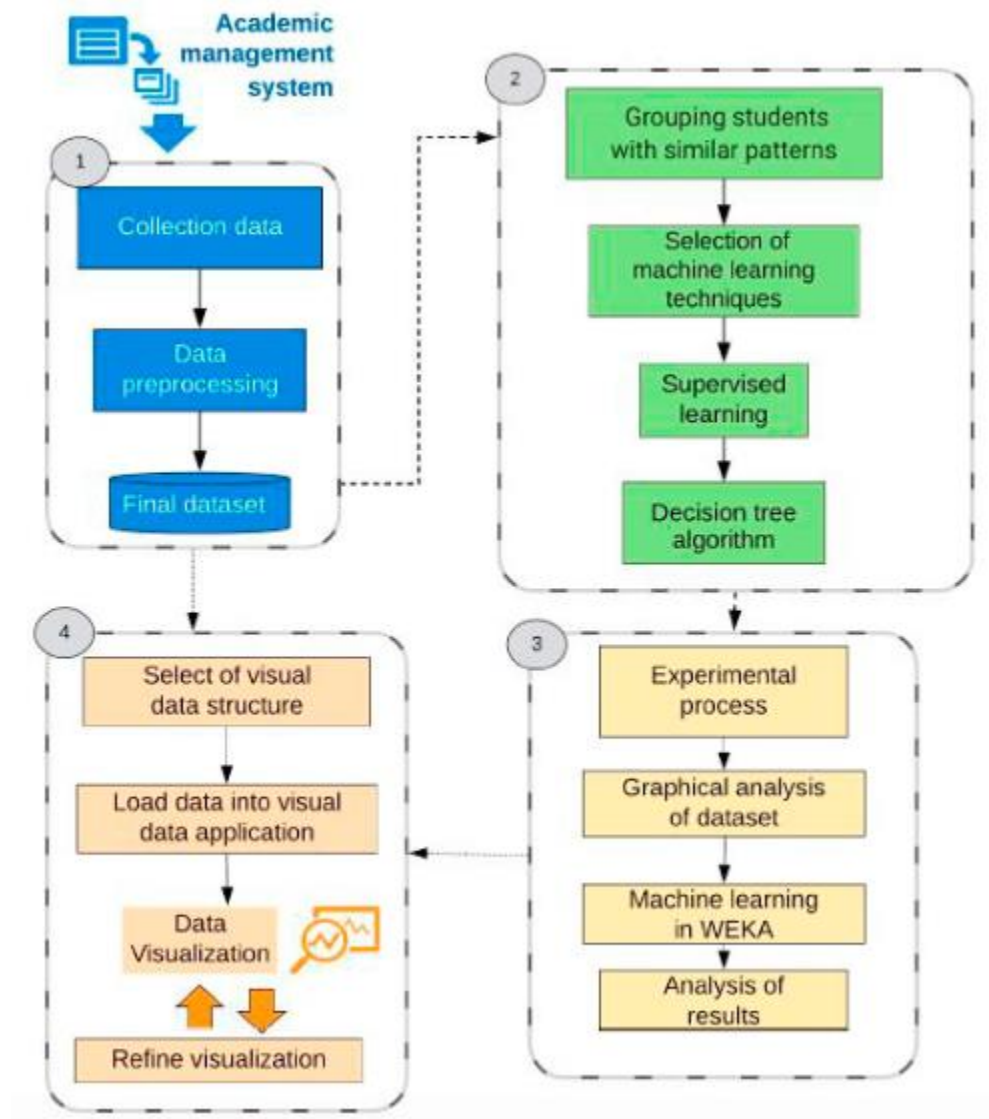 Academic
management
system
1
Collection data
Data
preprocessing
Final dataset
2
Grouping students
with similar patterns
Selection of
machine learning
techniques
Supervised
learning
Decision tree
algorithm
3
Experimental
process
Graphical analysis
of dataset
Machine learning
in WEKA
Analysis of
results
4
Select of visual
data structure
Load data into visual
data application
Data
Visualization
Refine visualization